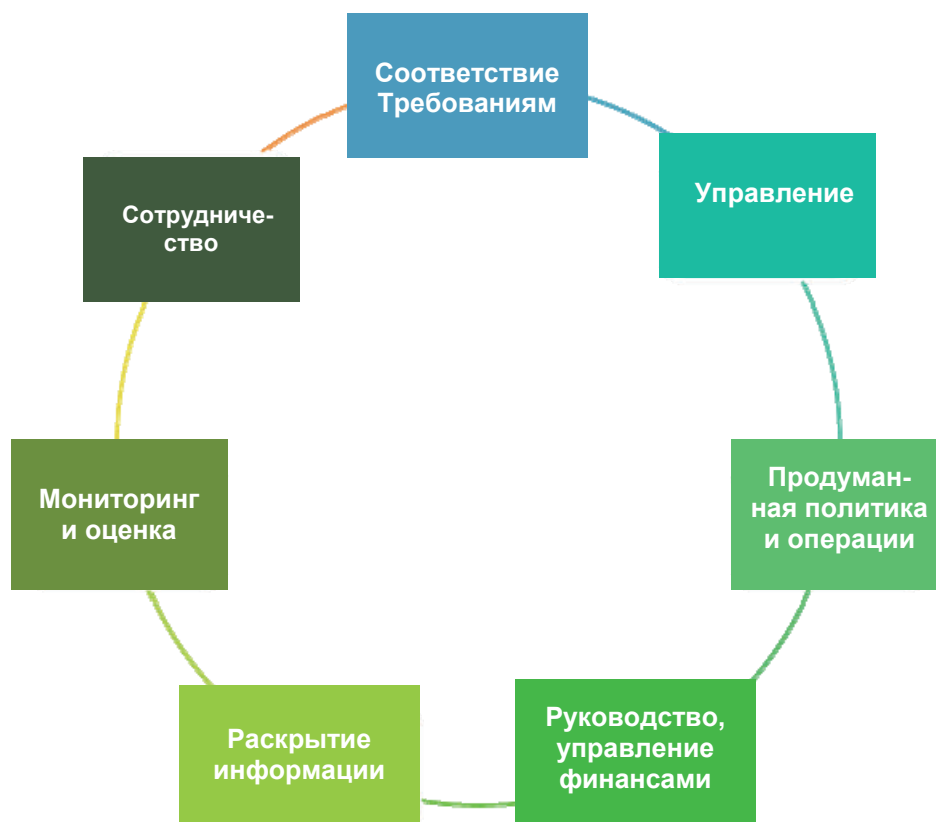 Соответствие
Требованиям
Управление
Продуман-
ная политика
и операции
Руководство,
управление
финансами
Раскрытие
информации
Мониторинг
и оценка
Сотрудниче-
ство